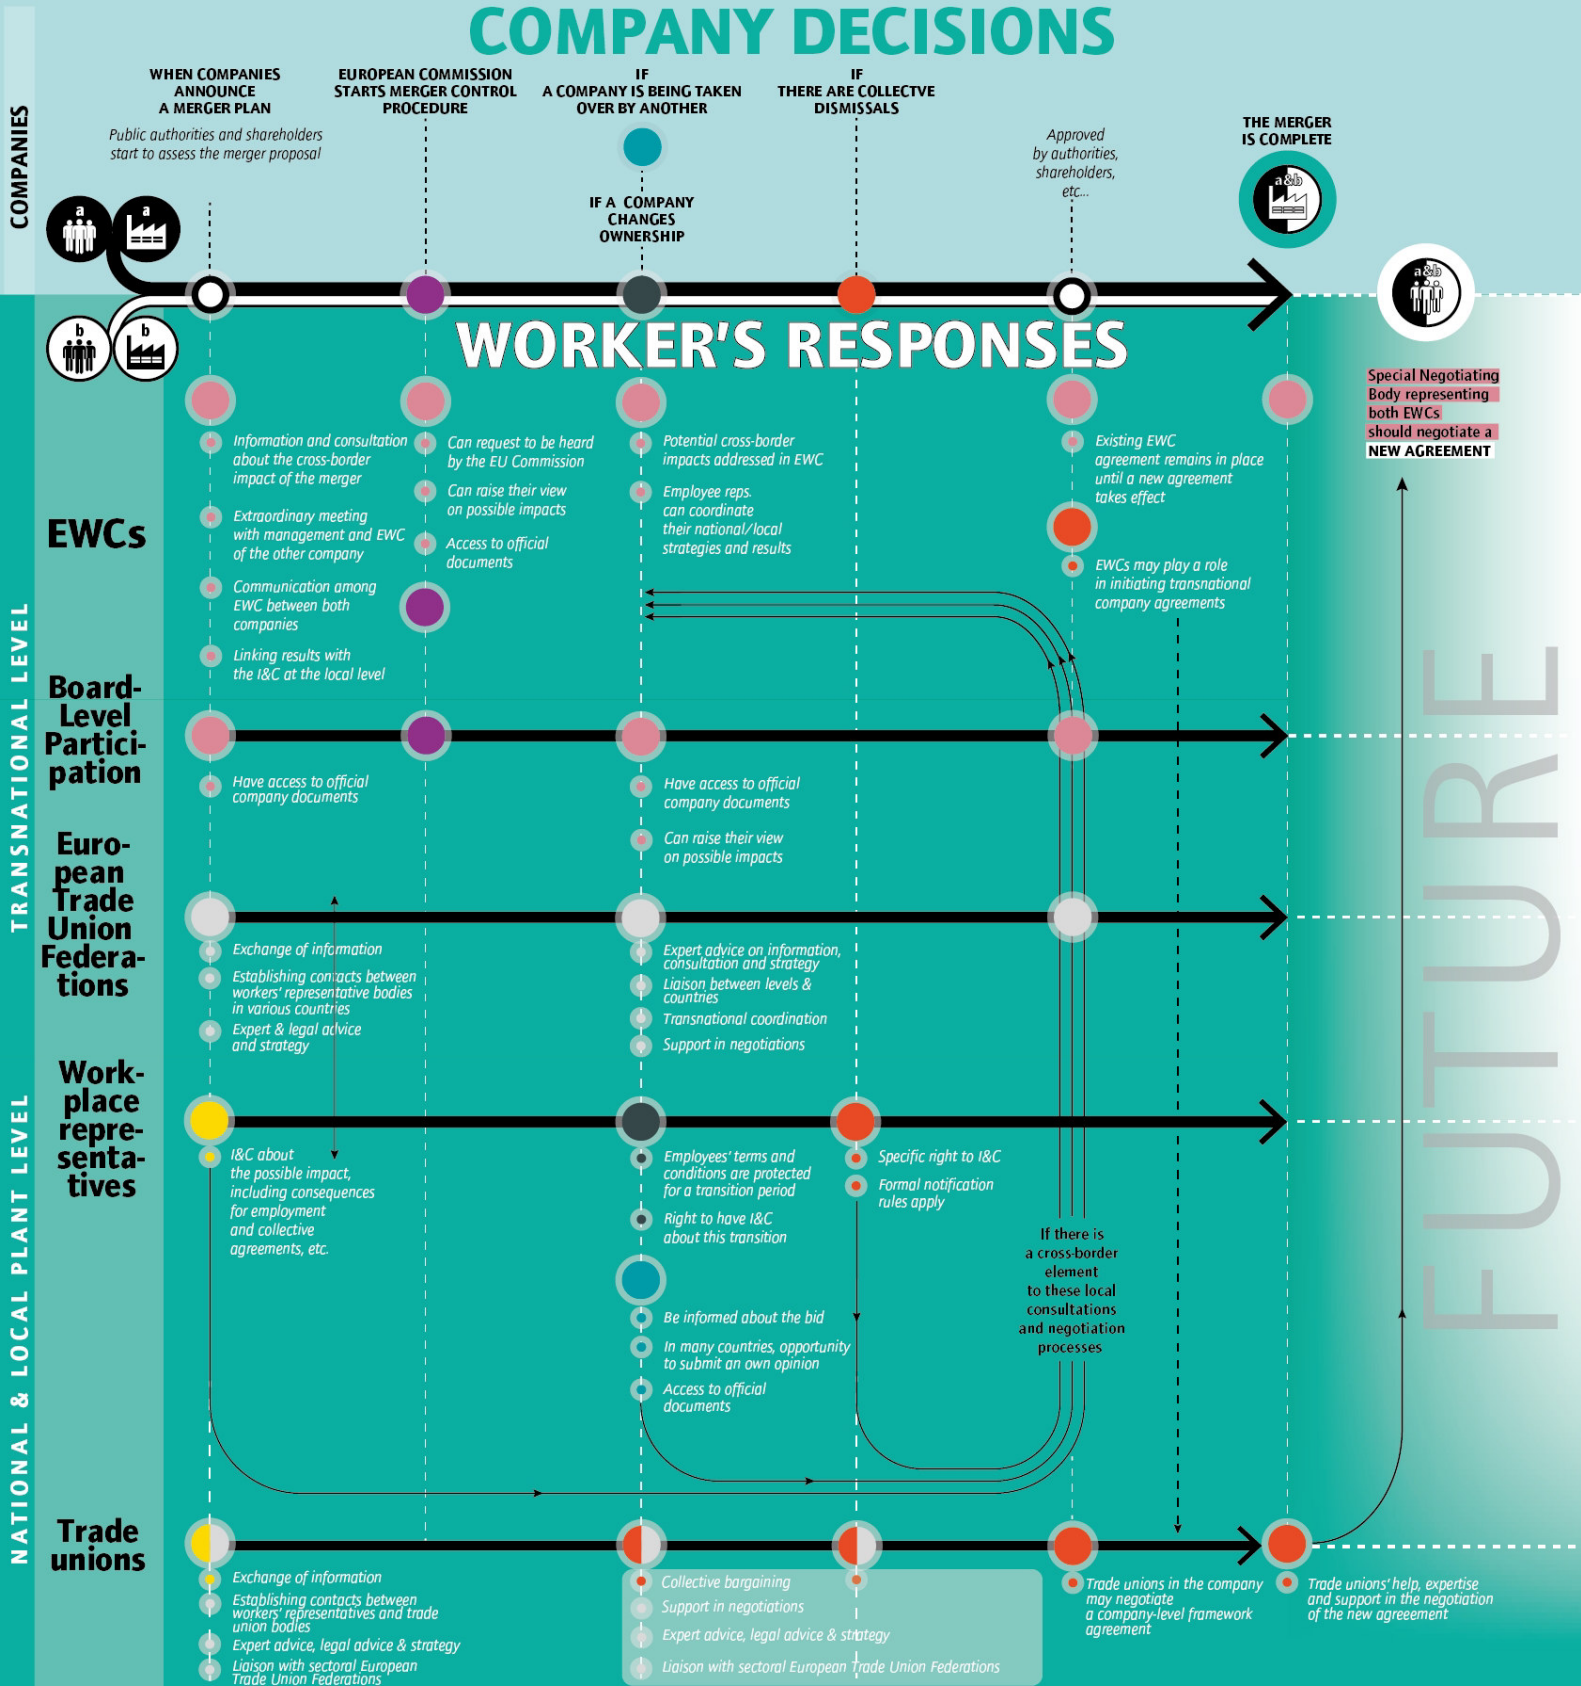 COMPANY DECISIONS
COMPANIES
WHEN COMPANIES
ANNOUNCE
A MERGER PLAN
Public authorities and shareholders
start to assess the merger proposal
EUROPEAN COMMISSION
STARTS MERGER CONTROL
PROCEDURE
IF
A COMPANY IS BEING TAKEN
OVER BY ANOTHER
IF A COMPANY
CHANGES
OWNERSHIP
IF
THERE ARE COLLECTVE
DISMISSALS
Approved
by authorities,
shareholders,
etc...
THE MERGER
IS COMPLETE
a&b
a
a
b
b
a&b
WORKER'S RESPONSES
Special Negotiating
Body representing
both EWCs
should negotiate a
NEW AGREEMENT
FUTURE
TRANSNATIONAL LEVEL
EWCs
Information and consultation
about the cross-border
impact of the merger
Extraordinary meeting
with management and EWC
of the other company
Communication among
EWC between both
companies
Linking results with
the I&C at the local level
Can request to be heard
by the EU Commission
Can raise their view
on possible impacts
Access to official
documents
Potential cross-border
impacts addressed in EWC
Employee reps.
can coordinate
their national/local
strategies and results
Existing EWC
agreement remains in place
until a new agreement
takes effect
EWCs may play a role
in initiating transnational
company agreements
Board-
Level
Partici-
pation
Have access to official
company documents
Have access to official
company documents
Can raise their view
on possible impacts
Euro-
pean
Trade
Union
Federa-
tions
Exchange of information
Establishing contacts between
workers' representative bodies
in various countries
Expert & legal advice
and strategy
Expert advice on information,
consultation and strategy
Liaison between levels &
countries
Transnational coordination
Support in negotiations
NATIONAL & LOCAL PLANT LEVEL
Work-
place
repre-
senta-
tives
I&C about
the possible impact,
including consequences
for employment
and collective
agreements, etc.
Employees' terms and
conditions are protected
for a transition period
Right to have I&C
about this transition
Be informed about the bid
In many countries, opportunity
to submit an own opinion
Access to official
documents
Specific right to I&C
Formal notification
rules apply
If there is
a cross-border
element
to these local
consultations
and negotiation
processes
Trade
unions
Exchange of information
Establishing contacts between
workers' representatives and trade
union bodies
Expert advice, legal advice & strategy
Liaison with sectoral European
Trade Union Federations
Collective bargaining
Support in negotiations
Expert advice, legal advice & strategy
Liaison with sectoral European Trade Union Federations
Trade unions in the company
may negotiate
a company-level framework
agreement
Trade unions' help, expertise
and support in the negotiation
of the new agreeement